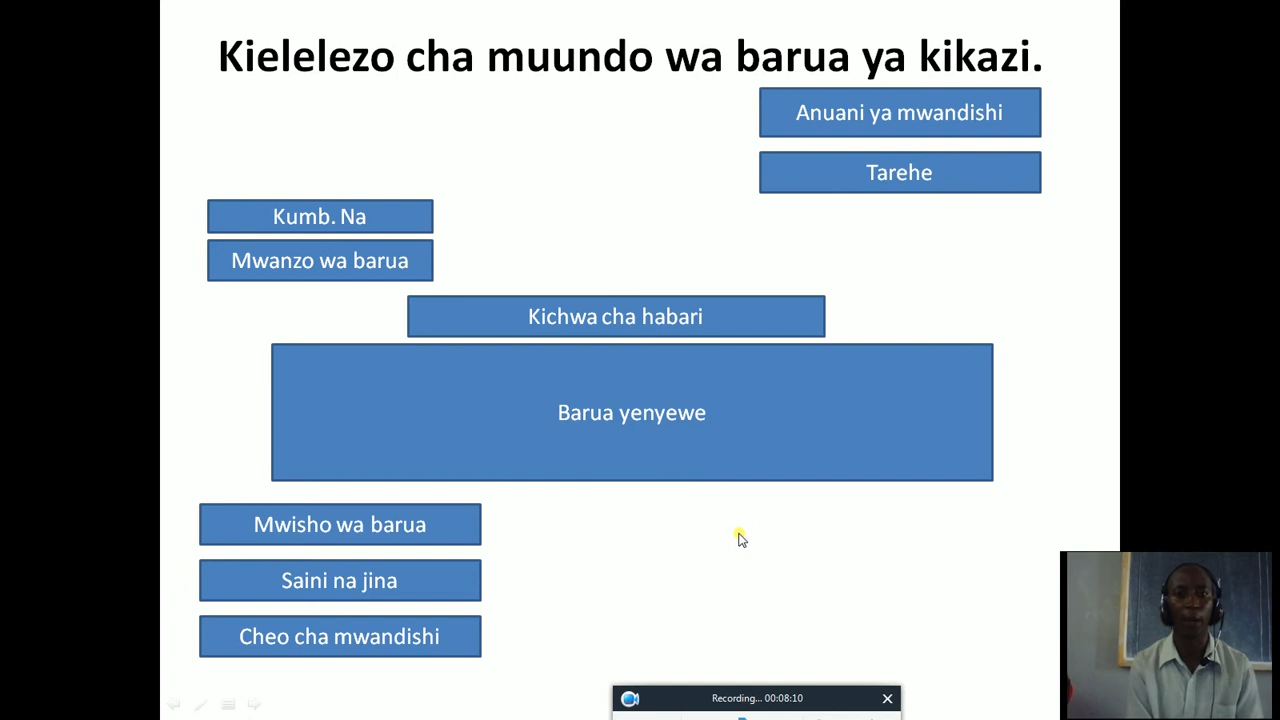 Kielelezo cha muundo wa barua ya kikazi.
Anuani ya mwandishi
Tarehe
Kumb. Na
Mwanzo wa barua
Kichwa cha habari
Barua yenyewe
Mwisho wa barua
Saini na jina
Cheo cha mwandishi
Recording... 00:08:10